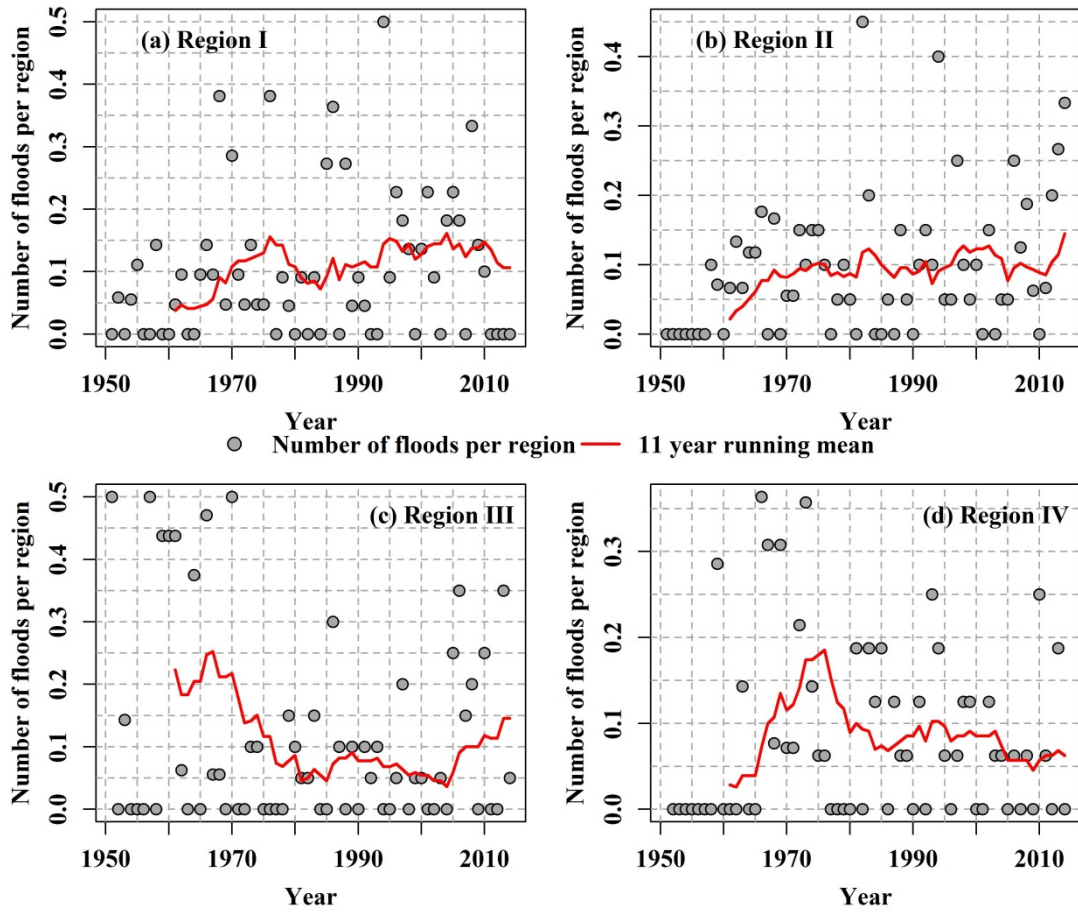 (a) Region I
Number of floods per region
0.5
0.4
0.3
0.2
0.1
0.0
1950 1970 1990 2010
Year
(b) Region II
Number of floods per region
0.4
0.3
0.2
0.1
0.0
1950 1970 1990 2010
Year
Number of floods per region 11 year running mean
(c) Region III
Number of floods per region
0.5
0.4
0.3
0.2
0.1
0.0
1950 1970 1990 2010
Year
(d) Region IV
Number of floods per region
0.3
0.2
0.1
0.0
1950 1970 1990 2010
Year